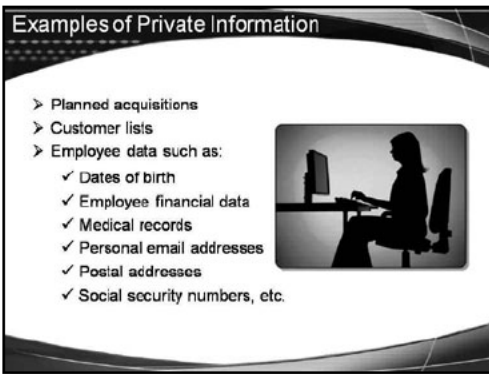 Examples of Private Information
➢ Planned acquisitions
➢ Customer lists
➢ Employee data such as:
✓ Dates of birth
✓ Employee financial data
✓ Medical records
✓ Personal email addresses
✓ Postal addresses
✓ Social security numbers, etc.